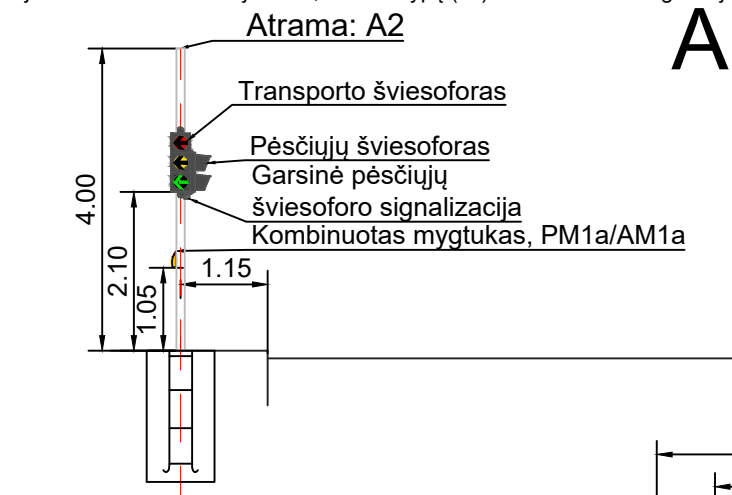 Atrama: A2
A
Transporto šviesoforas
Pėsčiųjų šviesoforas
Garsinė pėsčiųjų
šviesoforo signalizacija
Kombinuotas mygtukas, PM1a/AM1a
4.00
2.10
1.05
1.15